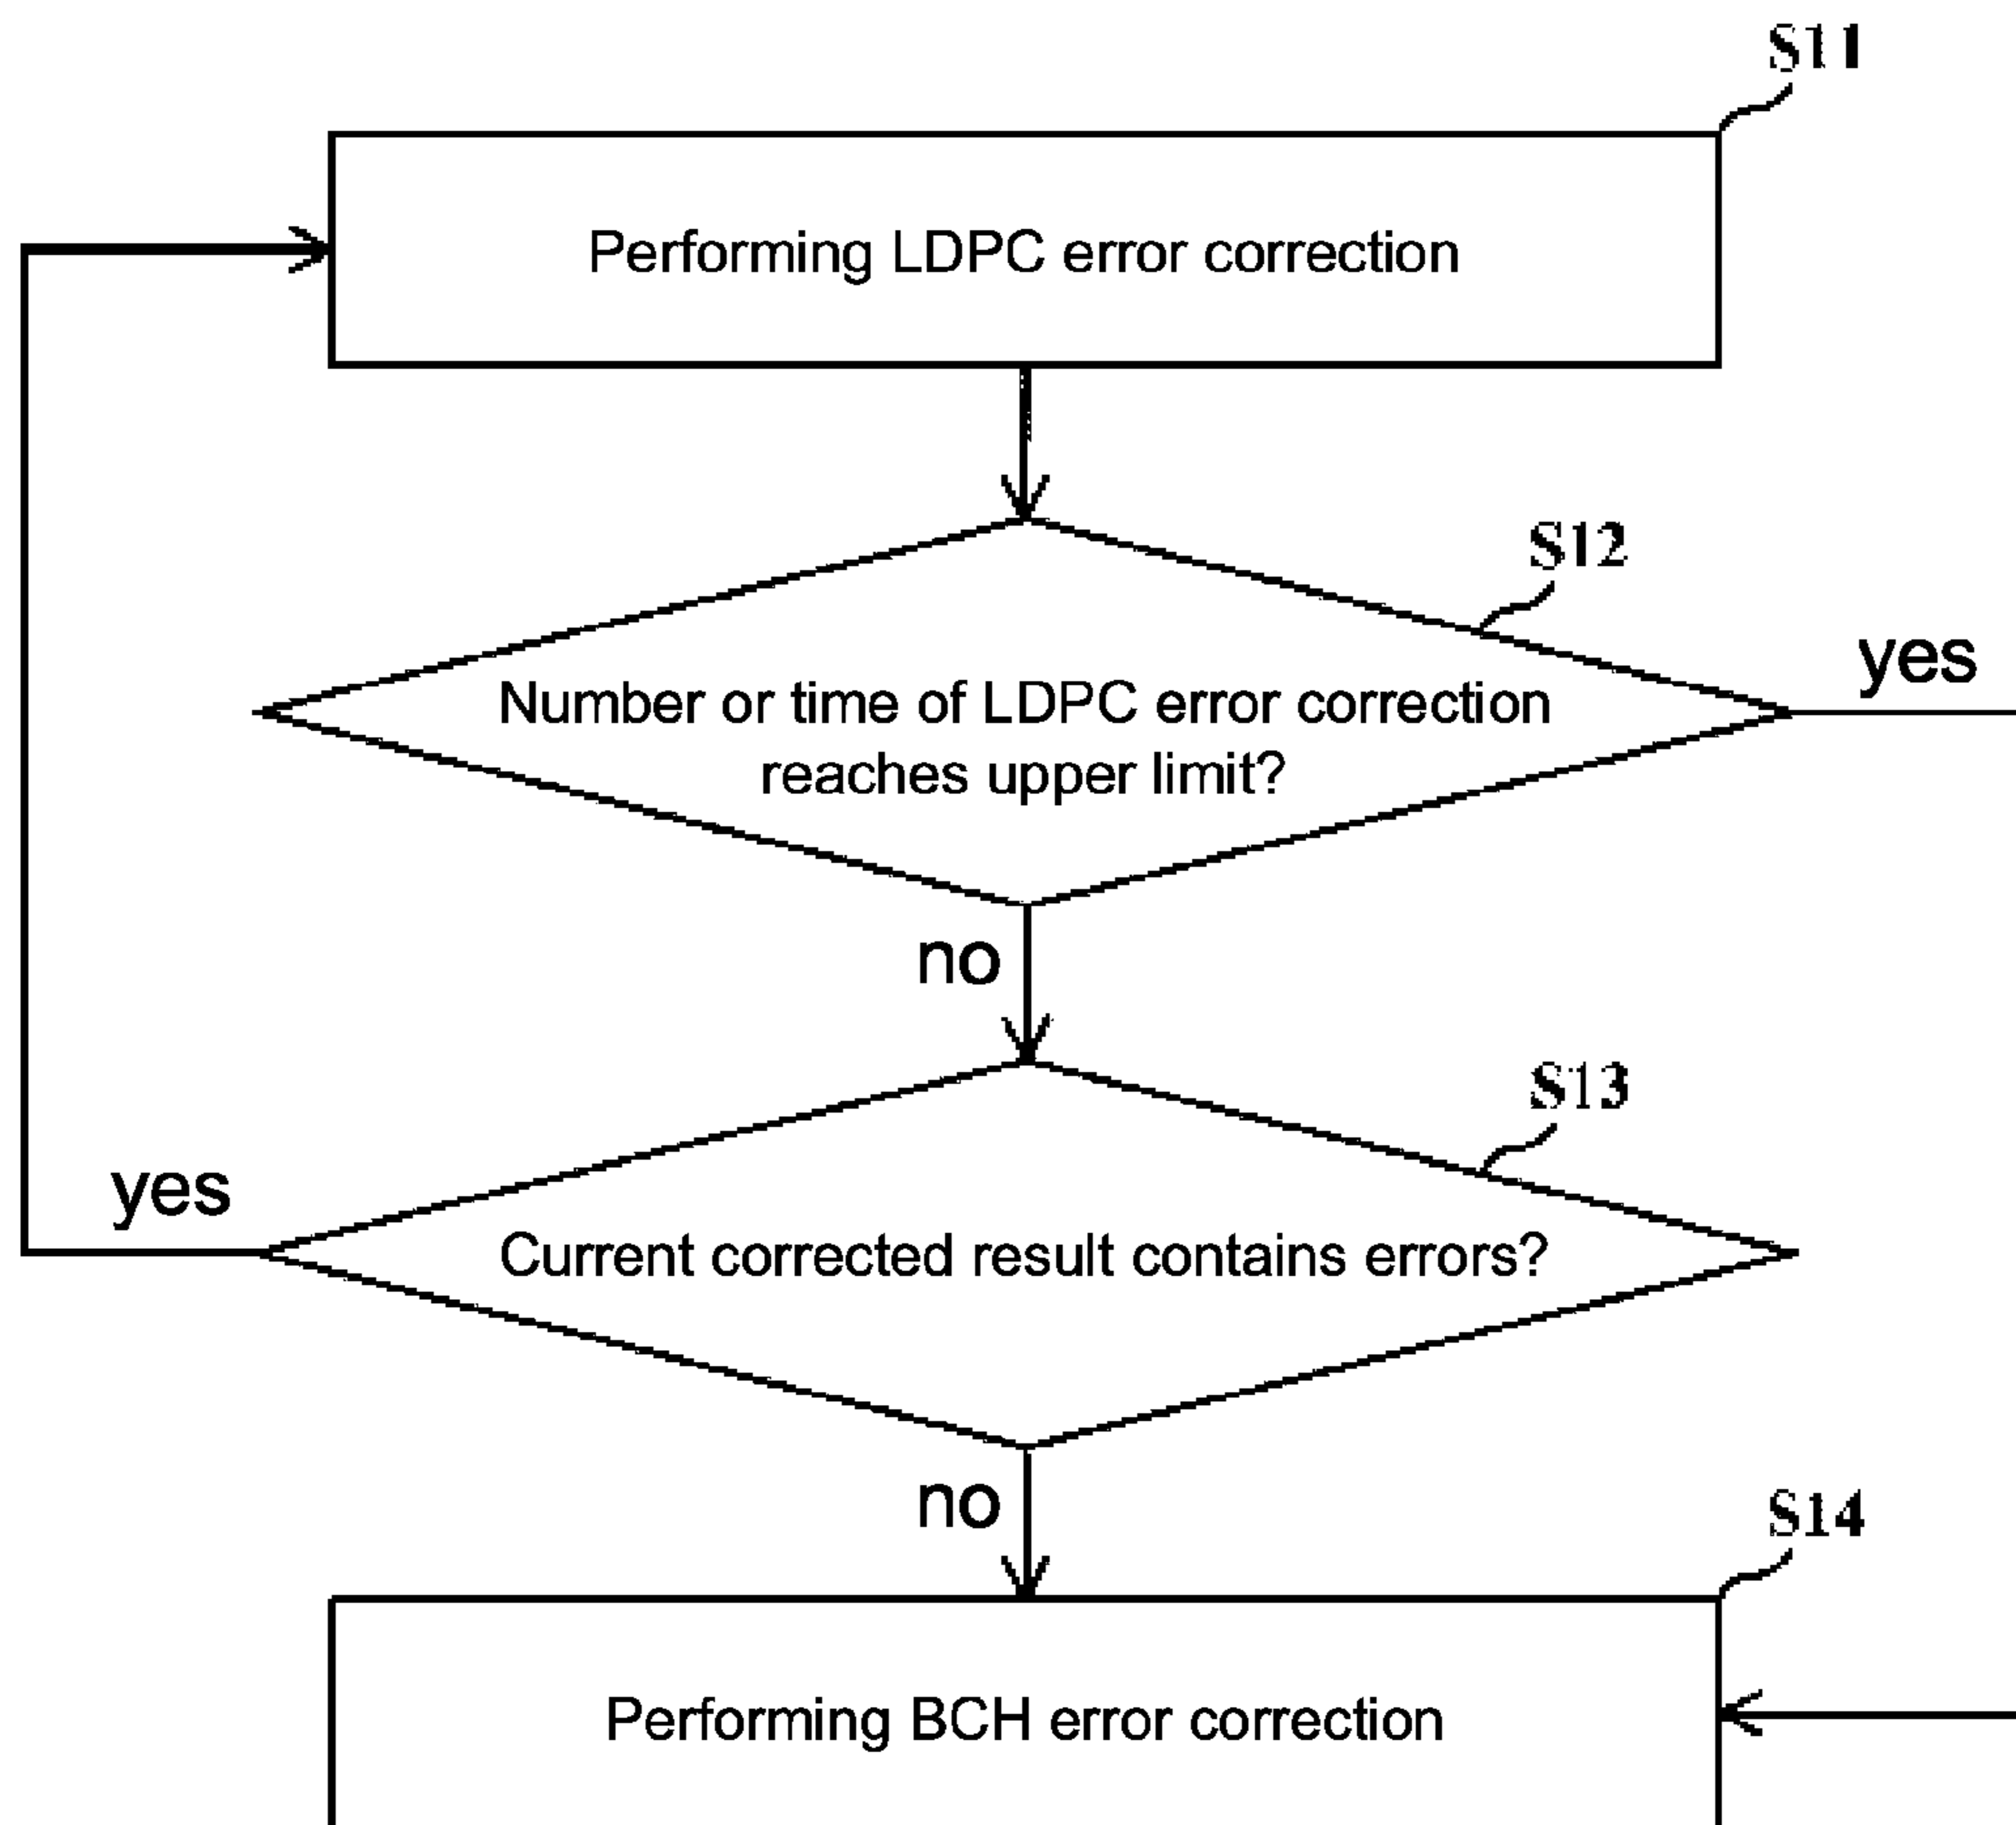 S11
Performing LDPC error correction
S12
yes
Number or time of LDPC error correction
reaches upper limit?
no
S13
yes
Current corrected result contains errors?
no
S14
Performing BCH error correction